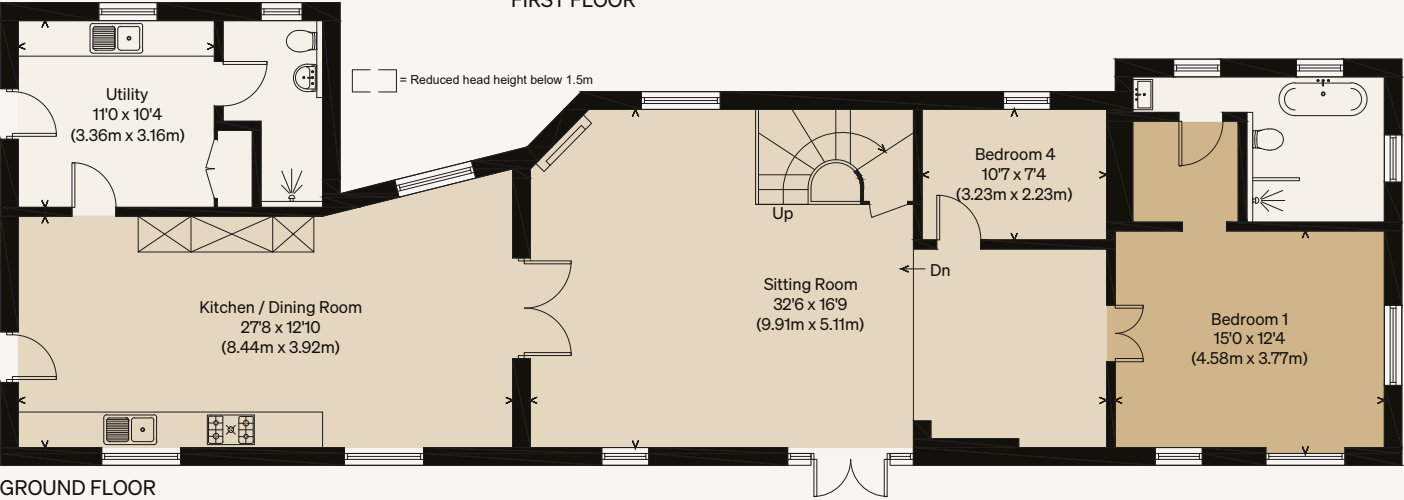 FIRST FLOOR
= Reduced head height below 1.5m
Utility
11'0 x 10'4
(3.36m x 3.16m)
Bedroom 4
10'7 x 7'4
(3.23m x 2.23m)
Up
Dn
Sitting Room
32'6 x 16'9
(9.91m x 5.11m)
Kitchen / Dining Room
27'8 x 12'10
(8.44m x 3.92m)
Bedroom 1
15'0 x 12'4
(4.58m x 3.77m)
GROUND FLOOR